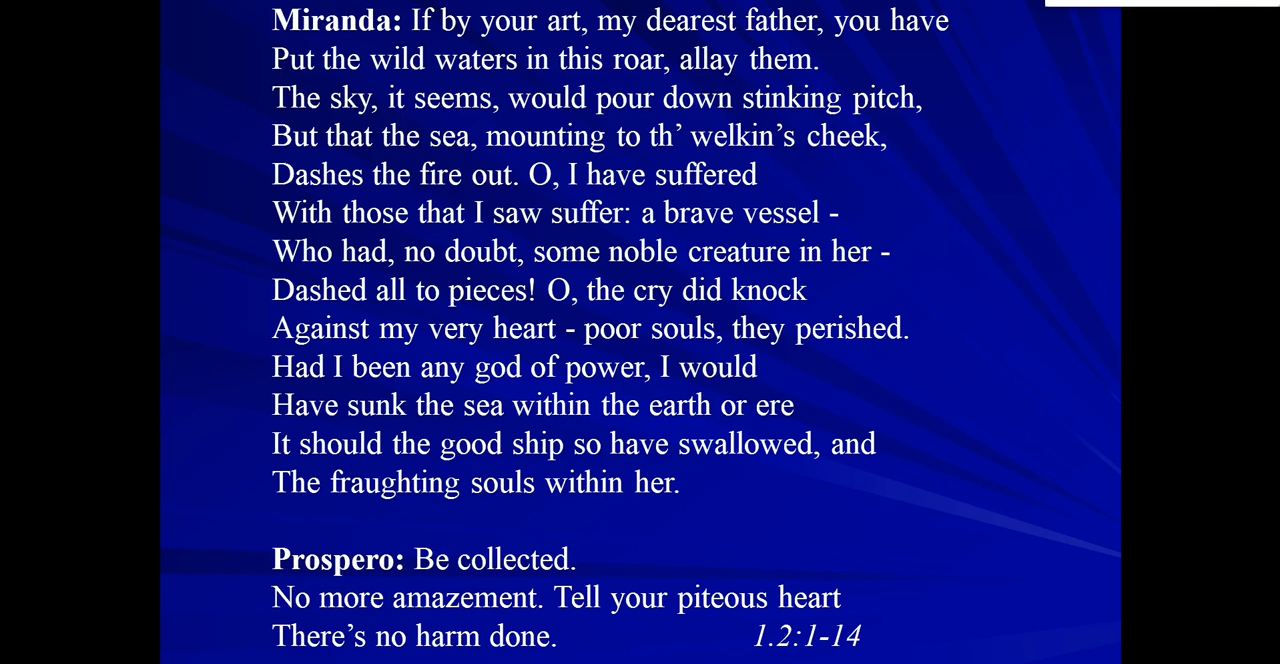 Miranda: If by your art, my dearest father, you have
Put the wild waters in this roar, allay them.
The sky, it seems, would pour down stinking pitch,
But that the sea, mounting to th’ welkin’s cheek,
Dashes the fire out. O, I have suffered
With those that I saw suffer: a brave vessel -
Who had, no doubt, some noble creature in her -
Dashed all to pieces! O, the cry did knock
Against my very heart - poor souls, they perished.
Had I been any god of power, I would
Have sunk the sea within the earth or ere
It should the good ship so have swallowed, and
The fraughting souls within her.
Prospero: Be collected.
No more amazement. Tell your piteous heart
There’s no harm done. 1.2:1-14